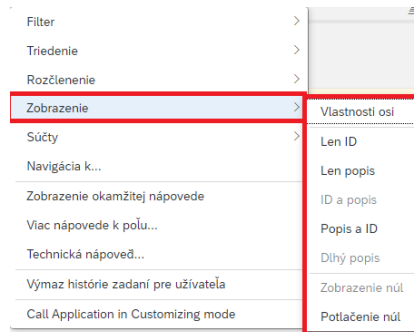 Filter
Triedenie
Rozčlenenie
Zobrazenie
Súčty
Navigácia k...
Zobrazenie okamžitej nápovede
Viac nápovede k poľu...
Technická nápoveď...
Výmaz histórie zadaní pre užívateľa
Call Application in Customizing mode
Vlastnosti osi
Len ID
Len popis
ID a popis
Popis a ID
Dlhý popis
Zobrazenie núl
Potlačenie núl